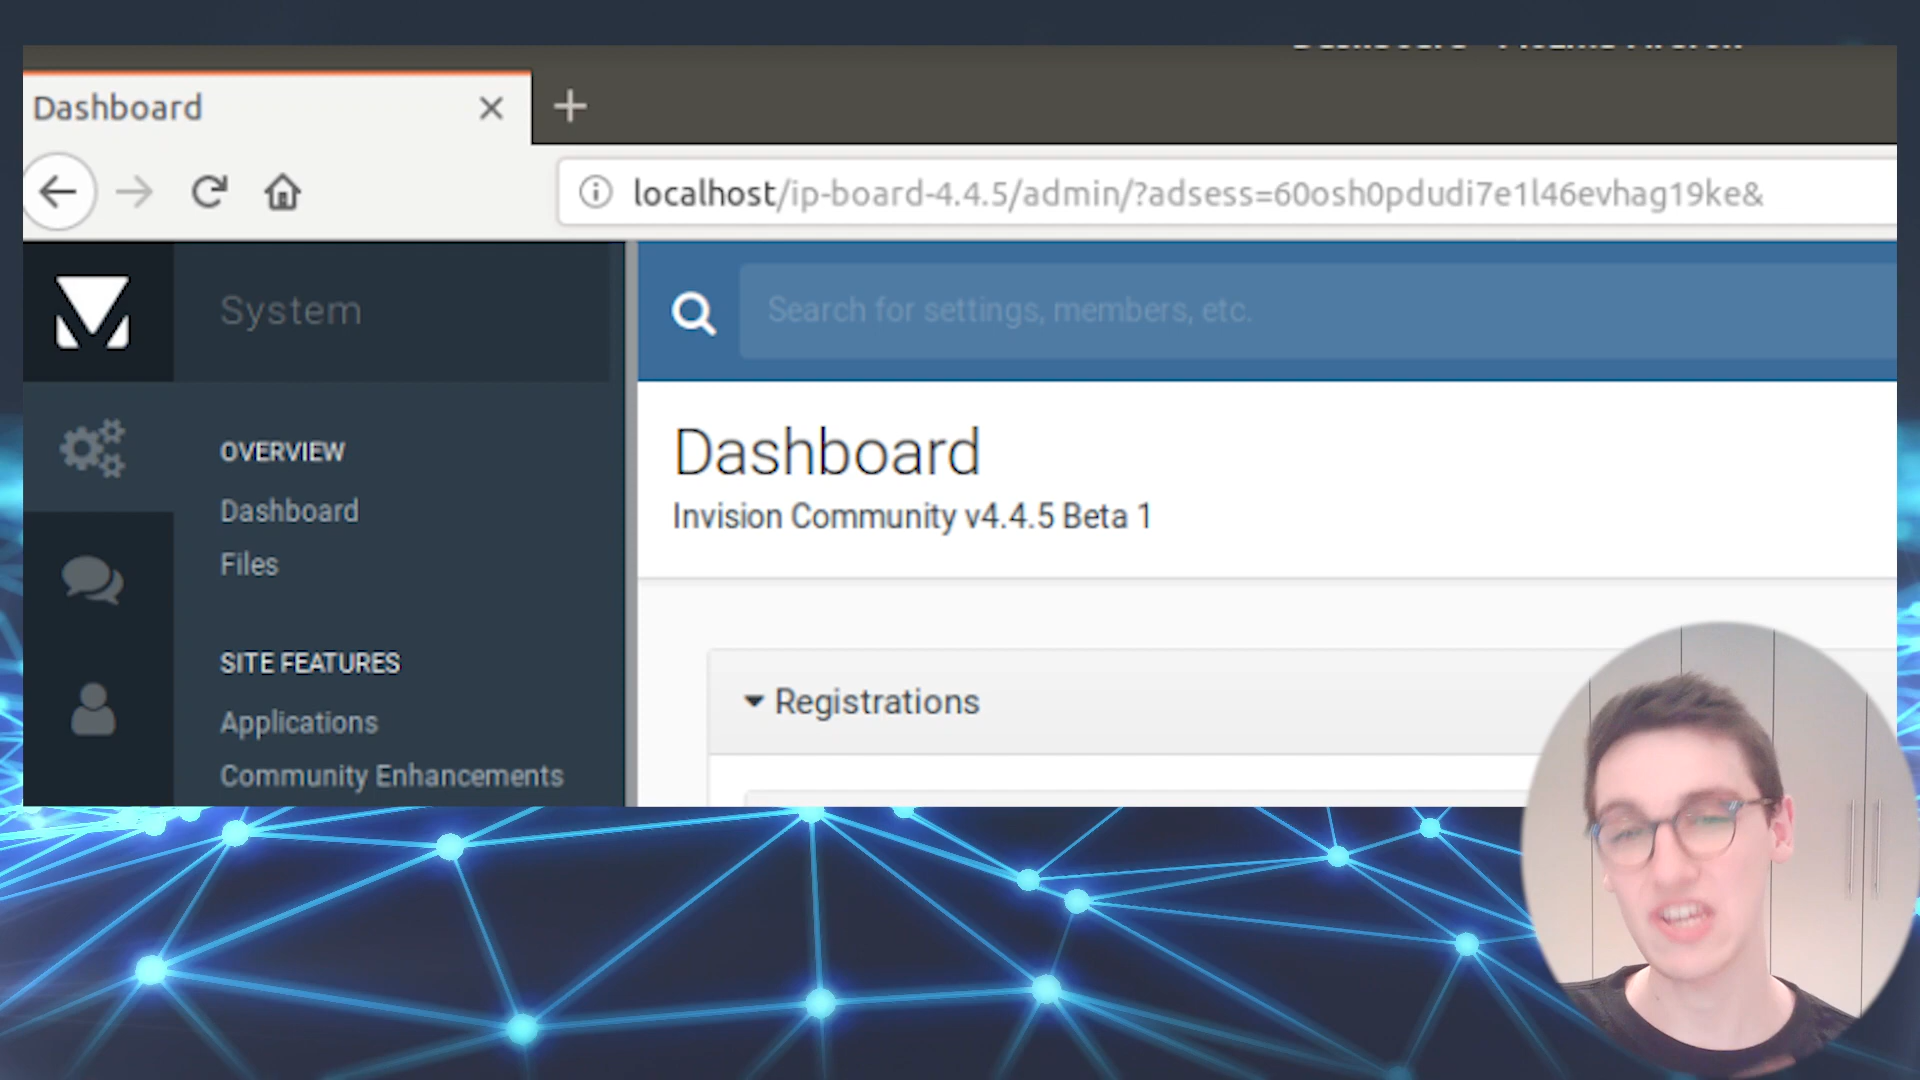 Dashboard
localhost/ip-board-4.4.5/admin/?adsess=60osh0pdudi7e1l46evhag19ke&
System
Search for settings, members, etc.
OVERVIEW
Dashboard
Files
SITE FEATURES
Applications
Community Enhancements
Dashboard
Invision Community v4.4.5 Beta 1
Registrations